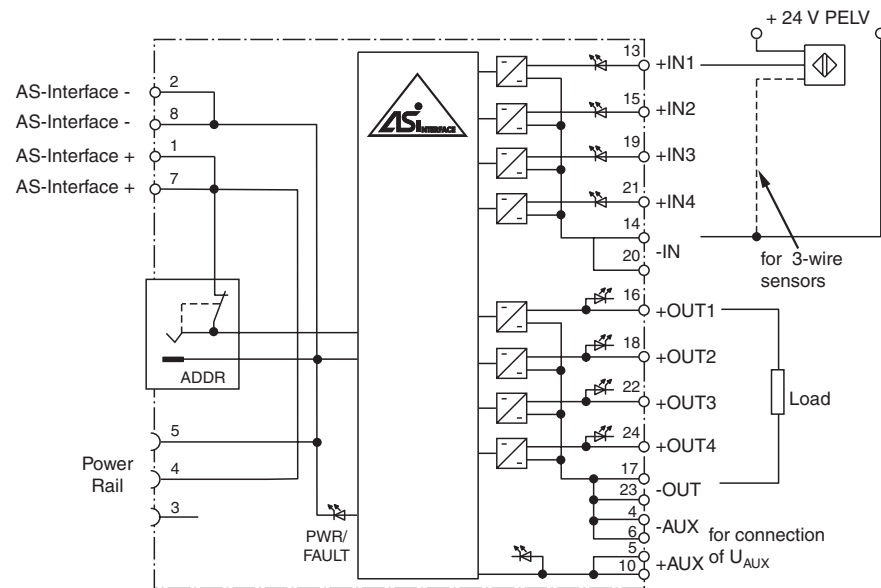 + 24 V PELV
AS-Interface - 2
AS-Interface - 8
AS-Interface + 1
AS-Interface + 7
ASi INTERFACE
13 +IN1
15 +IN2
19 +IN3
21 +IN4
14
-IN
20
for 3-wire
sensors
ADDR
16 +OUT1
18 +OUT2
22 +OUT3
24 +OUT4
Load
17
-OUT
23
4
-AUX
6
5
+AUX
10
for connection
of UAUX
Power
Rail
5
4
3
PWR/
FAULT